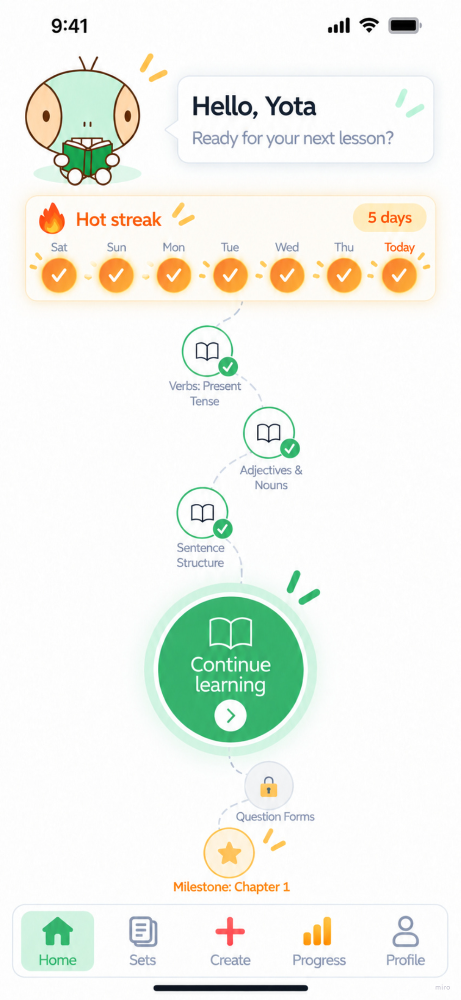 9:41
Hello, Yota
Ready for your next lesson?
Hot streak
5 days
Sat Sun Mon Tue Wed Thu Today
Verbs: Present
Tense
Adjectives &
Nouns
Sentence
Structure
Continue
learning
Question Forms
Milestone: Chapter 1
Home Sets Create Progress Profile
miro